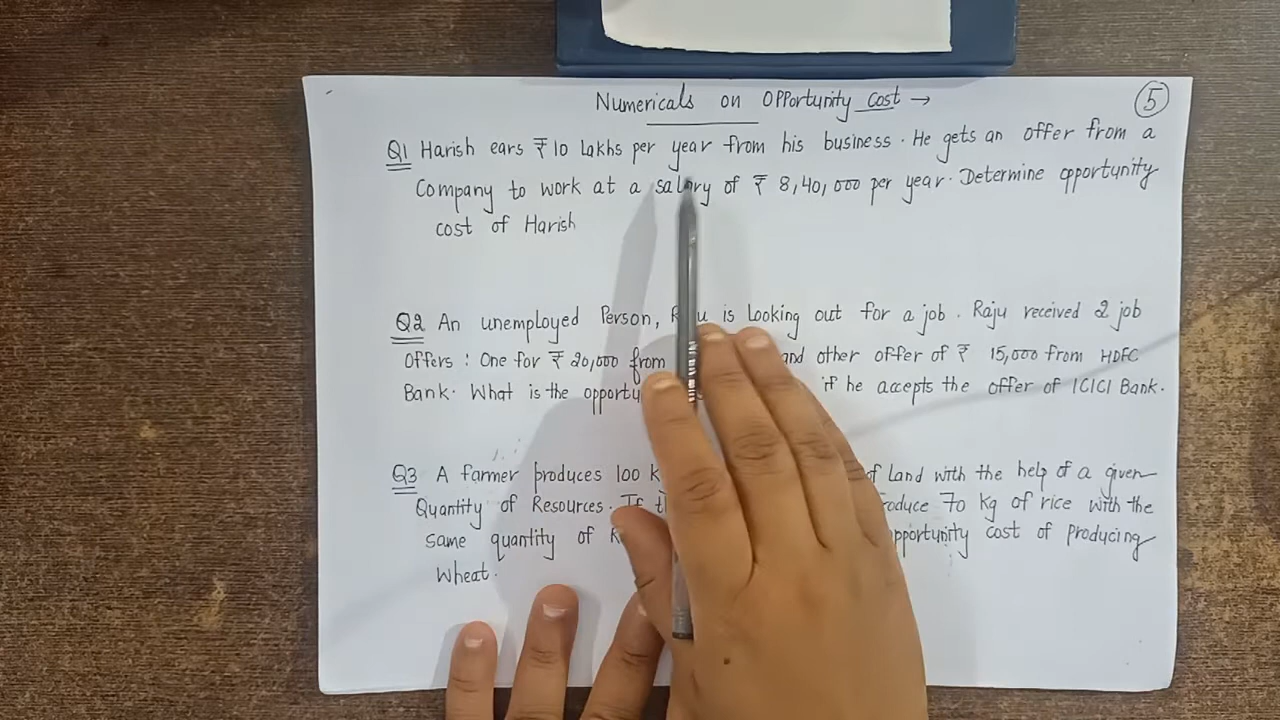 Numericals on Opportunity Cost →
5
Q1 Harish ears ₹10 Lakhs per year from his business. He gets an offer from a
Company to work at a salary of ₹ 8,40,000 per year. Determine opportunity
cost of Harish
Q2 An unemployed Person, is Looking out for a job. Raju received 2 job
Offers: One for ₹ 20,000 from and other offer of ₹ 15,000 from HDFC
Bank. What is the if he accepts the offer of ICICI Bank.
Q3 A farmer produces 100 of Land with the help of a given
Quantity of Resources. If 70 kg of rice with the
same quantity of opportunity cost of Producing
Wheat.